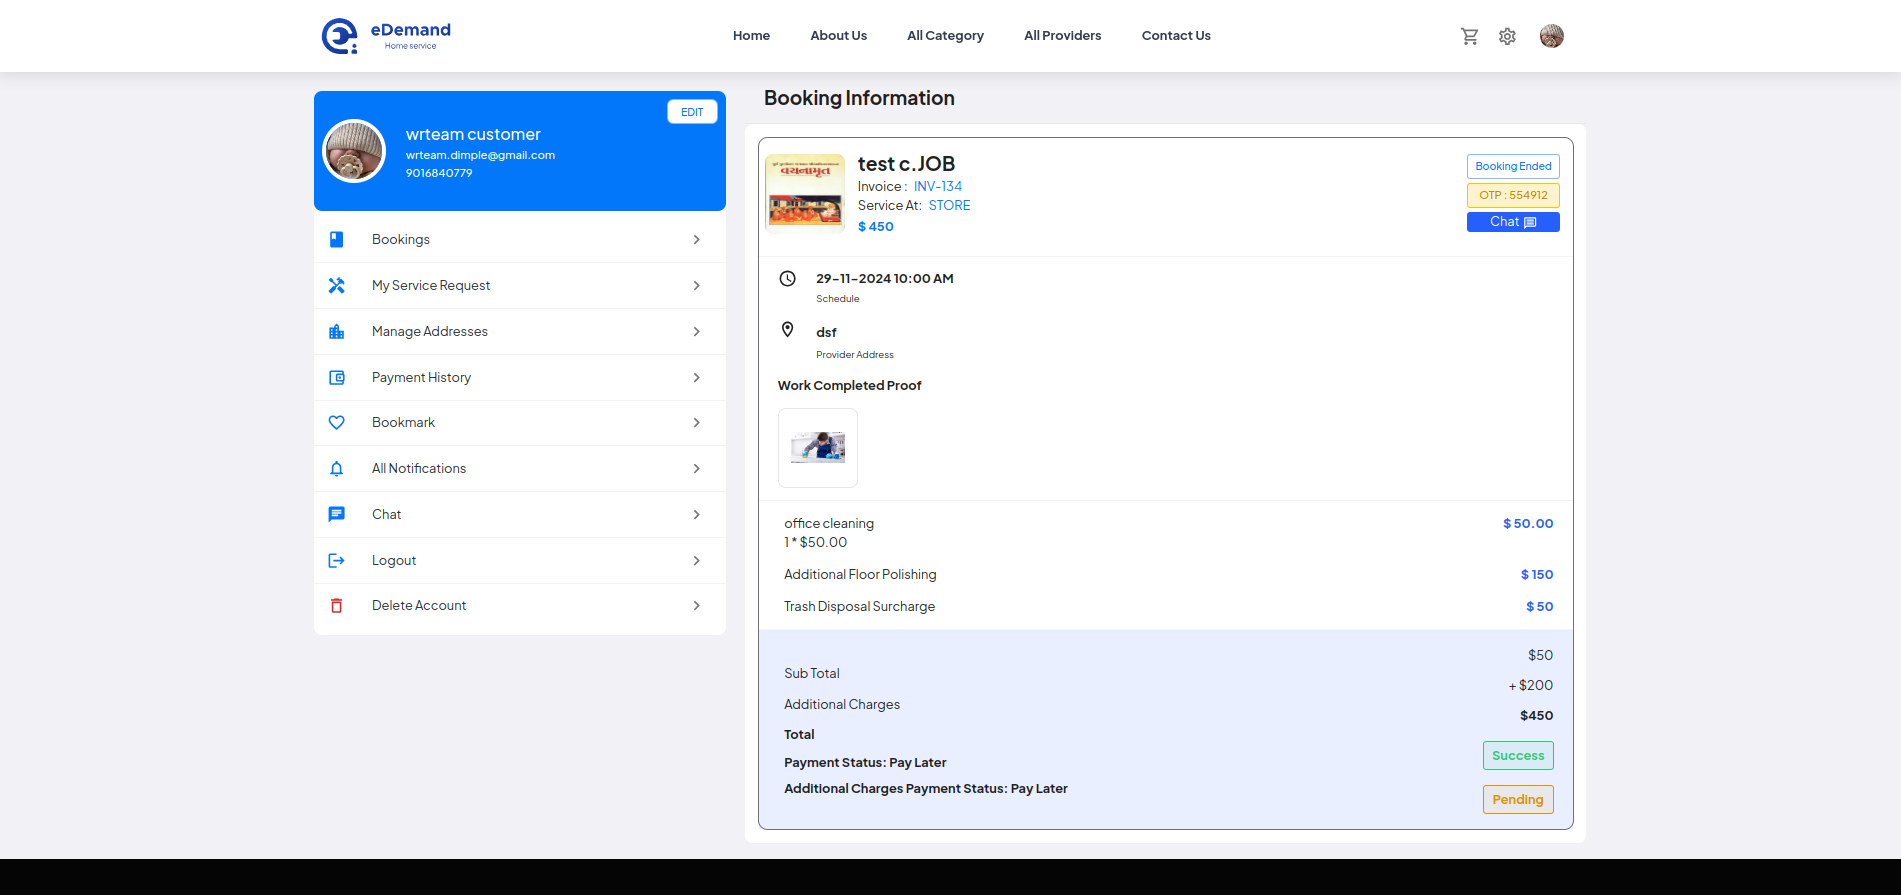 eDemand
Home service
Home
About Us
All Category
All Providers
Contact Us
EDIT
wrteam customer
wrteam.dimple@gmail.com
9016840779
Bookings
My Service Request
Manage Addresses
Payment History
Bookmark
All Notifications
Chat
Logout
Delete Account
Booking Information
વચનામૃત
test c.JOB
Invoice : INV-134
Service At: STORE
$ 450
Booking Ended
OTP : 554912
Chat
29-11-2024 10:00 AM
Schedule
dsf
Provider Address
Work Completed Proof
office cleaning $ 50.00
1 * $50.00
Additional Floor Polishing $ 150
Trash Disposal Surcharge $ 50
Sub Total $50
Additional Charges + $200
Total $450
Payment Status: Pay Later Success
Additional Charges Payment Status: Pay Later Pending